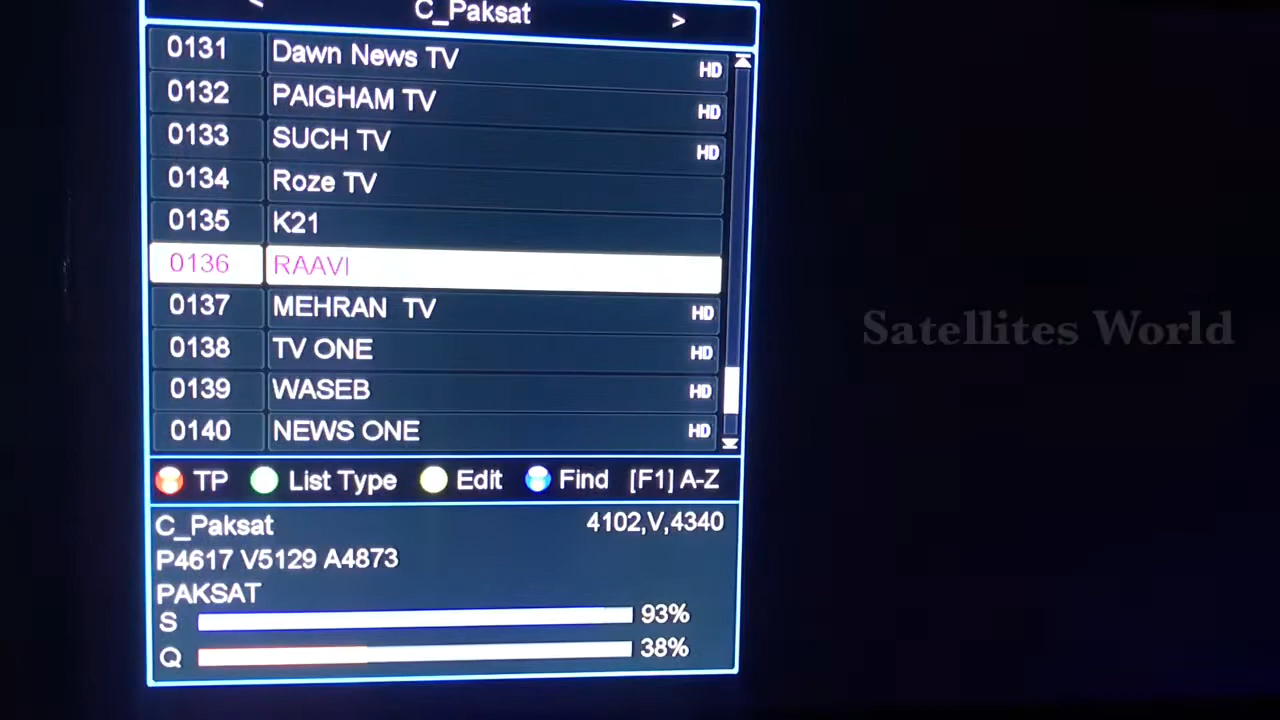 < C_Paksat >
0131 Dawn News TV HD
0132 PAIGHAM TV HD
0133 SUCH TV HD
0134 Roze TV
0135 K21
0136 RAAVI
0137 MEHRAN TV HD
0138 TV ONE HD
0139 WASEB HD
0140 NEWS ONE HD
TP List Type Edit Find [F1] A-Z
C_Paksat 4102,V,4340
P4617 V5129 A4873
PAKSAT
S 93%
Q 38%
Satellites World